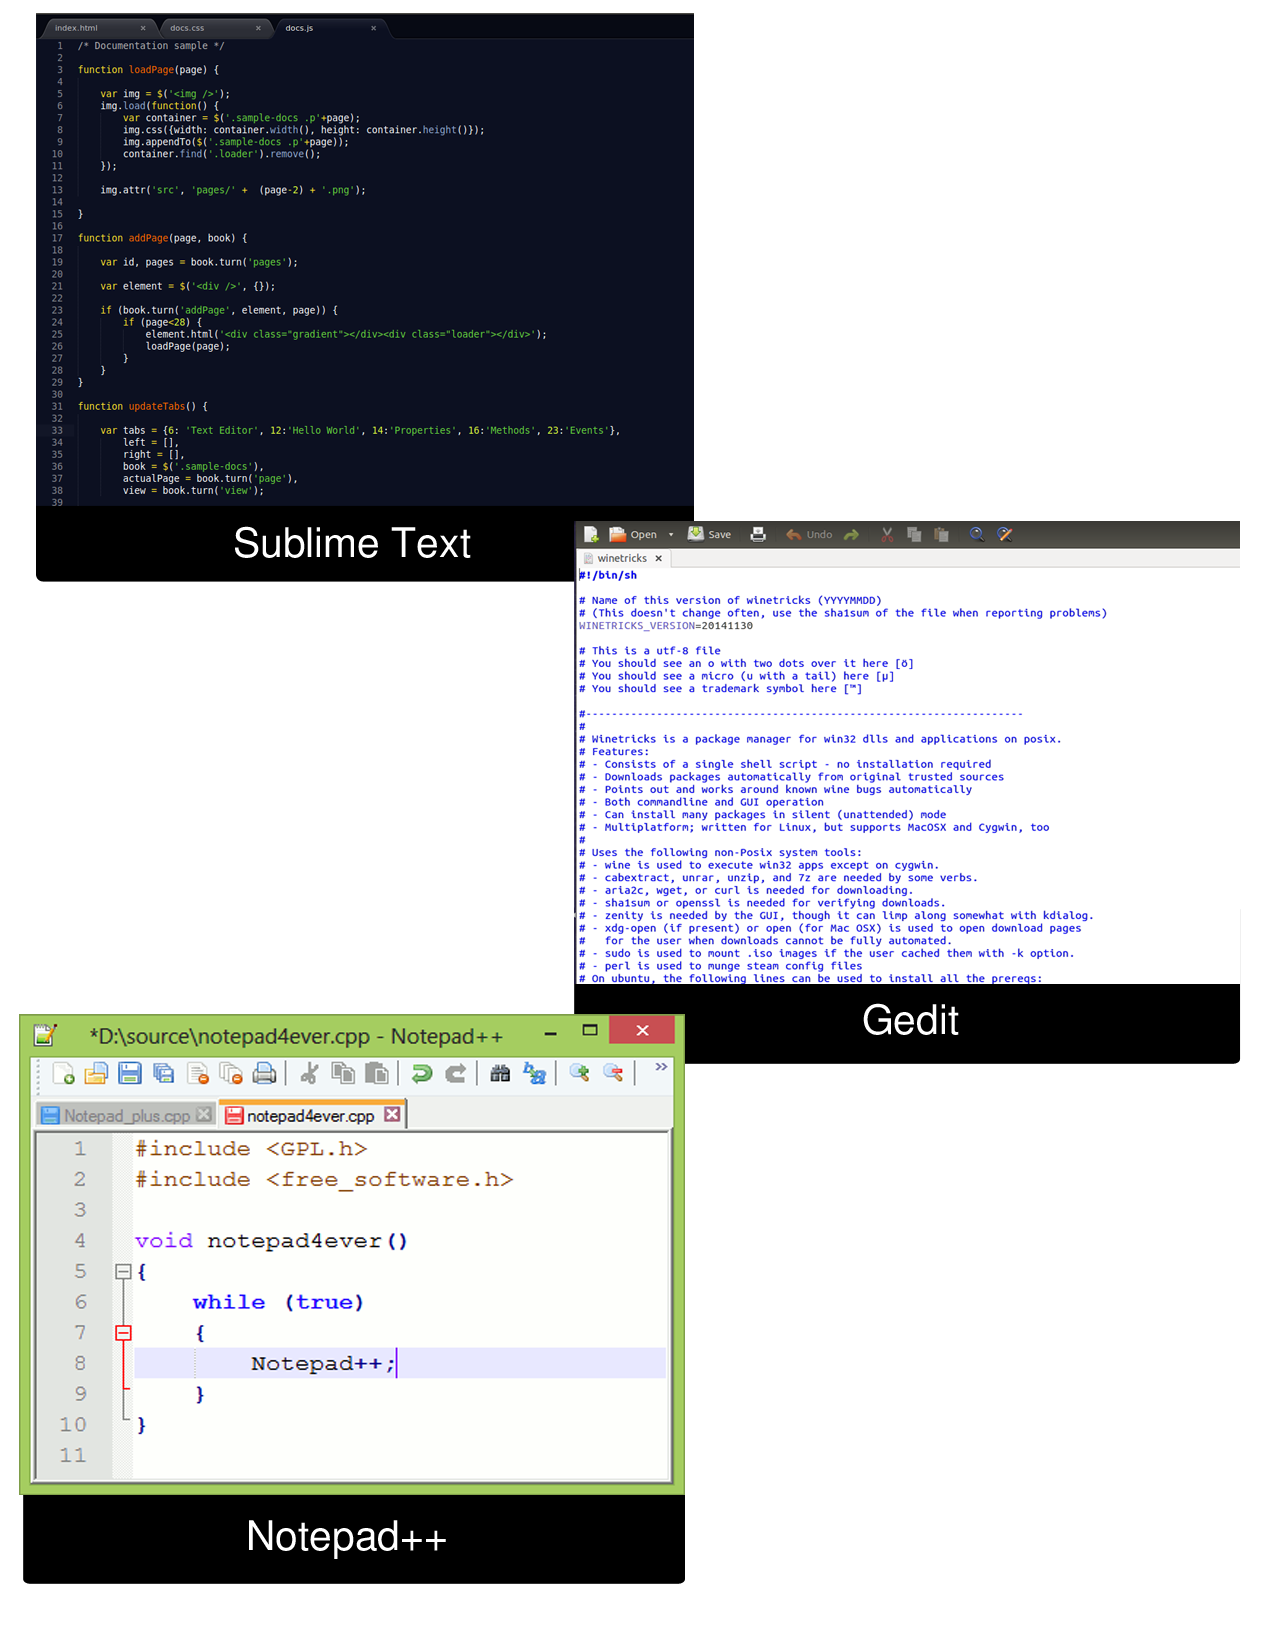 index.html × docs.css × docs.js ×
1 /* Documentation sample */
2
3 function loadPage(page) {
4
5 var img = $('<img />');
6 img.load(function() {
7 var container = $('.sample-docs .p'+page);
8 img.css({width: container.width(), height: container.height()});
9 img.appendTo($('.sample-docs .p'+page));
10 container.find('.loader').remove();
11 });
12
13 img.attr('src', 'pages/' + (page-2) + '.png');
14
15 }
16
17 function addPage(page, book) {
18
19 var id, pages = book.turn('pages');
20
21 var element = $('<div />', {});
22
23 if (book.turn('addPage', element, page)) {
24 if (page<28) {
25 element.html('<div class="gradient"></div><div class="loader"></div>');
26 loadPage(page);
27 }
28 }
29 }
30
31 function updateTabs() {
32
33 var tabs = {6: 'Text Editor', 12:'Hello World', 14:'Properties', 16:'Methods', 23:'Events'},
34 left = [],
35 right = [],
36 book = $('.sample-docs'),
37 actualPage = book.turn('page'),
38 view = book.turn('view');
39
Sublime Text
Open Save Undo
winetricks ×
#!/bin/sh
# Name of this version of winetricks (YYYYMMDD)
# (This doesn't change often, use the sha1sum of the file when reporting problems)
WINETRICKS_VERSION=20141130
# This is a utf-8 file
# You should see an o with two dots over it here [ö]
# You should see a micro (u with a tail) here [µ]
# You should see a trademark symbol here [™]
#--------------------------------------------------------------------
#
# Winetricks is a package manager for win32 dlls and applications on posix.
# Features:
# - Consists of a single shell script - no installation required
# - Downloads packages automatically from original trusted sources
# - Points out and works around known wine bugs automatically
# - Both commandline and GUI operation
# - Can install many packages in silent (unattended) mode
# - Multiplatform; written for Linux, but supports MacOSX and Cygwin, too
#
# Uses the following non-Posix system tools:
# - wine is used to execute win32 apps except on cygwin.
# - cabextract, unrar, unzip, and 7z are needed by some verbs.
# - aria2c, wget, or curl is needed for downloading.
# - sha1sum or openssl is needed for verifying downloads.
# - zenity is needed by the GUI, though it can limp along somewhat with kdialog.
# - xdg-open (if present) or open (for Mac OSX) is used to open download pages
# for the user when downloads cannot be fully automated.
# - sudo is used to mount .iso images if the user cached them with -k option.
# - perl is used to munge steam config files
# On ubuntu, the following lines can be used to install all the prereqs:
Gedit
*D:\source\notepad4ever.cpp - Notepad++
Notepad_plus.cpp notepad4ever.cpp
1 #include <GPL.h>
2 #include <free_software.h>
3
4 void notepad4ever()
5 {
6 while (true)
7 {
8 Notepad++;
9 }
10 }
11
Notepad++